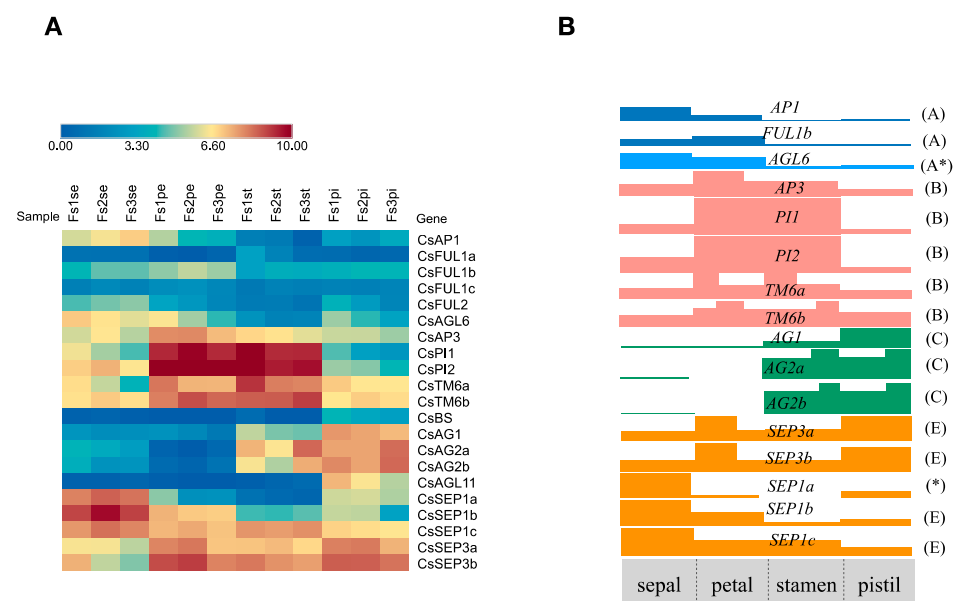 A
0.00 3.30 6.60 10.00
Sample Fs1se Fs2se Fs3se Fs1pe Fs2pe Fs3pe Fs1st Fs2st Fs3st Fs1pi Fs2pi Fs3pi Gene
CsAP1
CsFUL1a
CsFUL1b
CsFUL1c
CsFUL2
CsAGL6
CsAP3
CsPI1
CsPI2
CsTM6a
CsTM6b
CsBS
CsAG1
CsAG2a
CsAG2b
CsAGL11
CsSEP1a
CsSEP1b
CsSEP1c
CsSEP3a
CsSEP3b
B
AP1 (A)
FUL1b (A)
AGL6 (A*)
AP3 (B)
PI1 (B)
PI2 (B)
TM6a (B)
TM6b (B)
AG1 (C)
AG2a (C)
AG2b (C)
SEP3a (E)
SEP3b (E)
SEP1a (*)
SEP1b (E)
SEP1c (E)
sepal petal stamen pistil